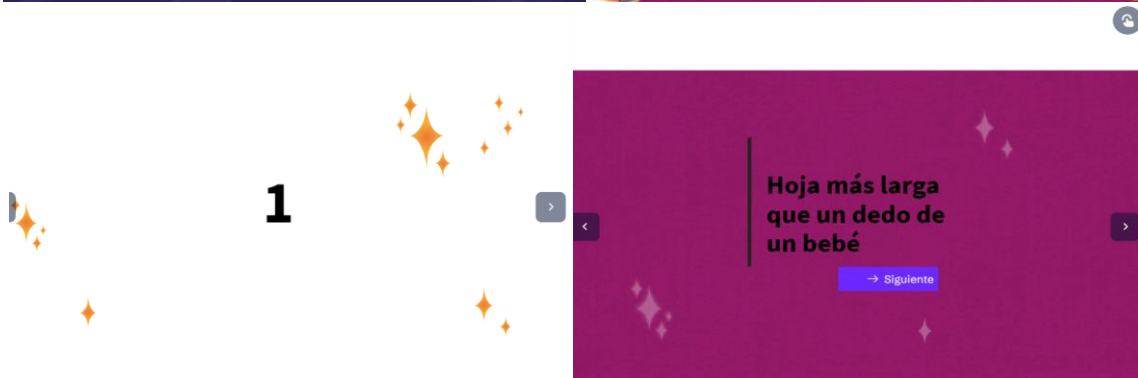 1
Hoja más larga
que un dedo de
un bebé
→ Siguiente